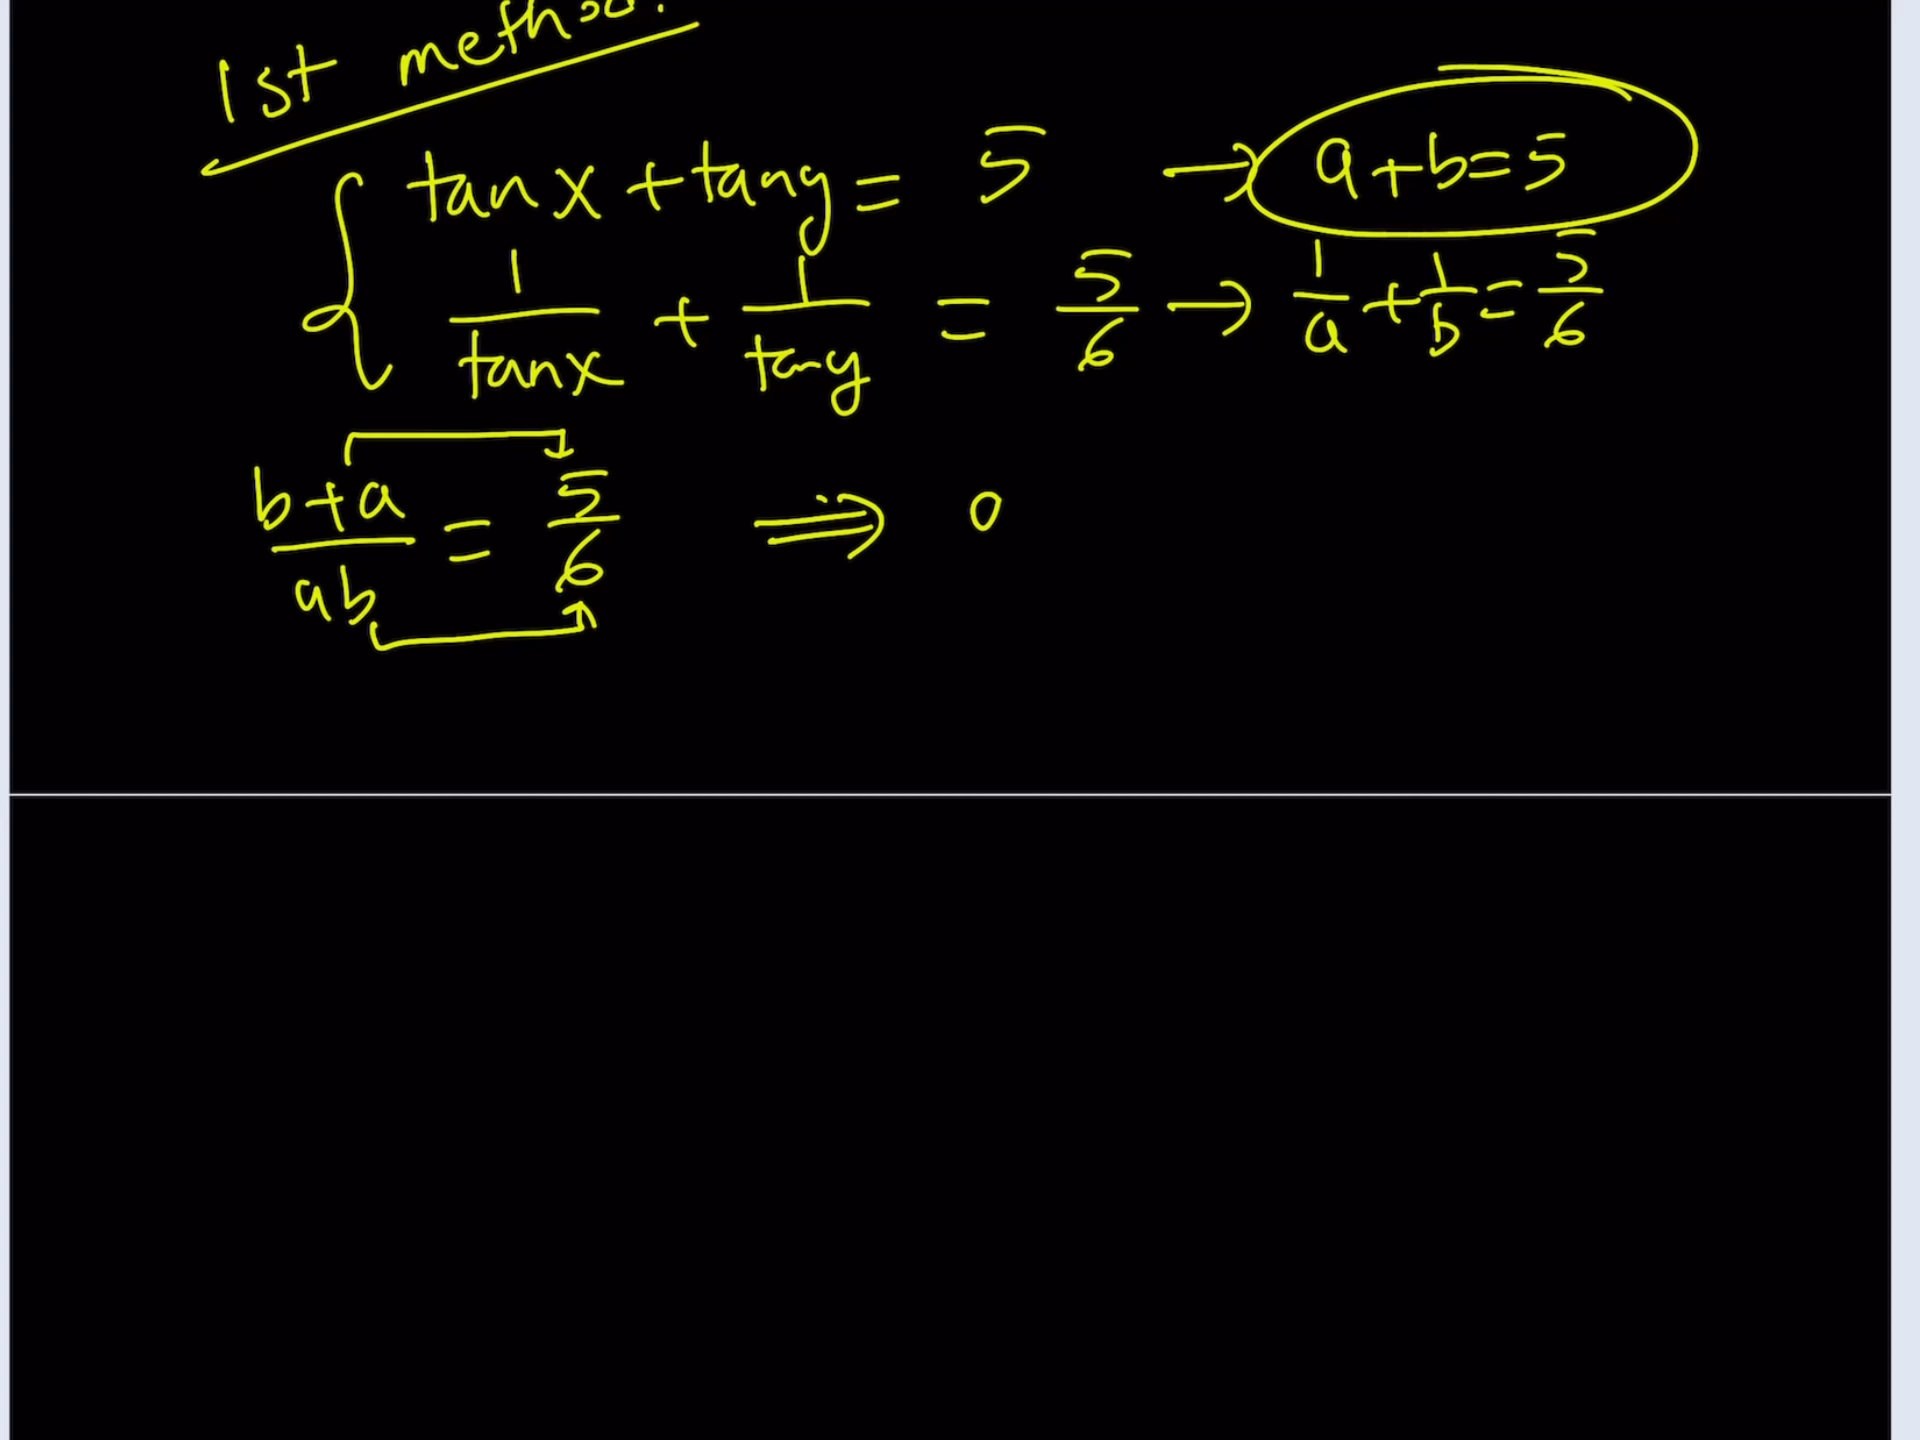 1st method:
tanx + tany = 5 → a+b=5
1/tanx + 1/tany = 5/6 → 1/a + 1/b = 5/6
b+a/ab = 5/6 ⇒ a